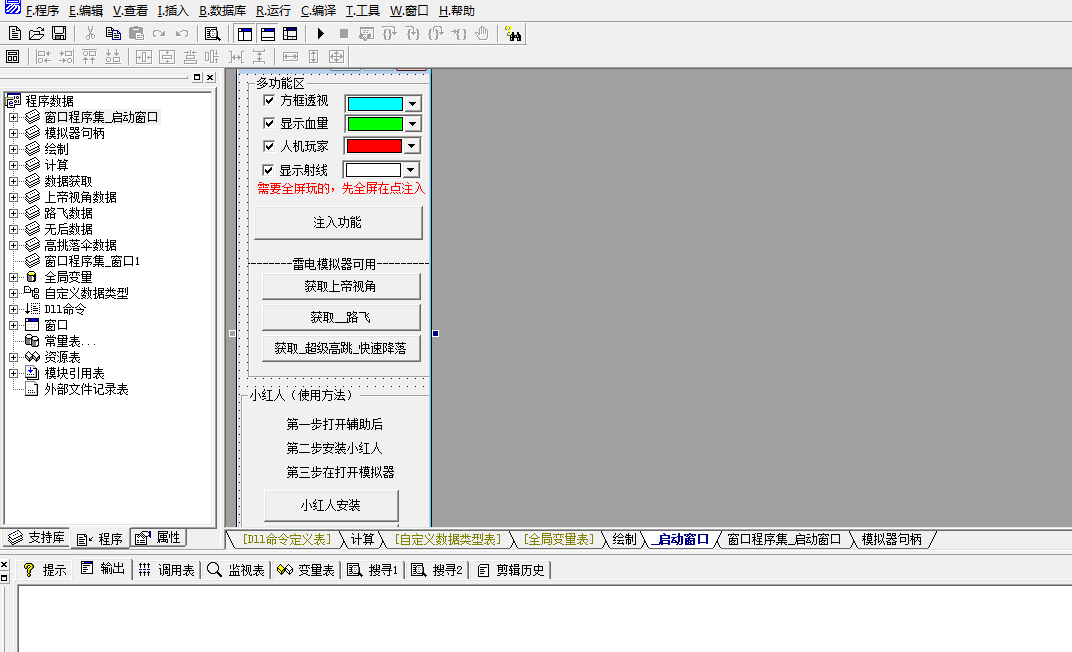 F.程序 E.编辑 V.查看 I.插入 B.数据库 R.运行 C.编译 T.工具 W.窗口 H.帮助
程序数据
窗口程序集_启动窗口
模拟器句柄
绘制
计算
数据获取
上帝视角数据
路飞数据
无后数据
高挑落伞数据
窗口程序集_窗口1
全局变量
自定义数据类型
Dll命令
窗口
常量表...
资源表
模块引用表
外部文件记录表
支持库 程序 属性
多功能区
方框透视
显示血量
人机玩家
显示射线
需要全屏玩的，先全屏在点注入
注入功能
--------雷电模拟器可用---------
获取上帝视角
获取__路飞
获取_超级高跳_快速降落
小红人（使用方法）
第一步打开辅助后
第二步安装小红人
第三步在打开模拟器
小红人安装
[Dll命令定义表] 计算 [自定义数据类型表] [全局变量表] 绘制 _启动窗口 窗口程序集_启动窗口 模拟器句柄
提示 输出 调用表 监视表 变量表 搜寻1 搜寻2 剪辑历史